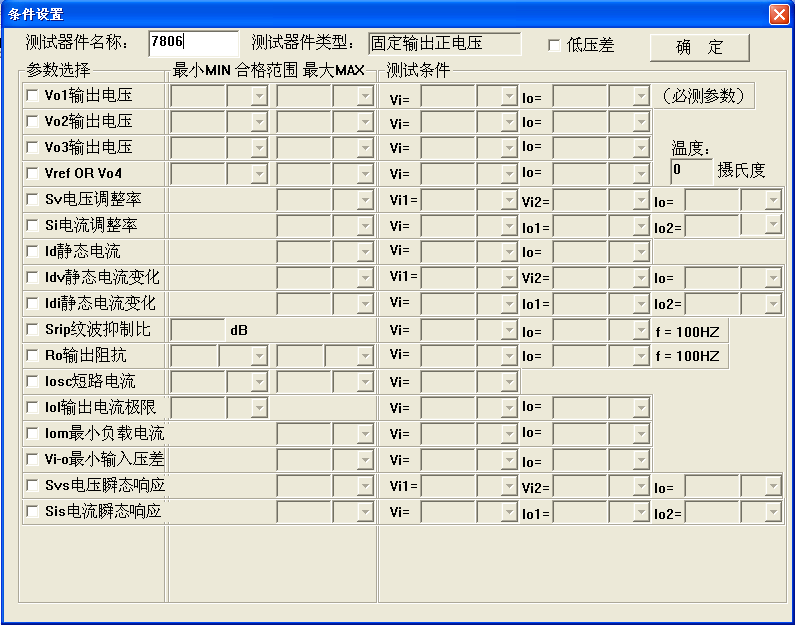 条件设置
测试器件名称： 7806 测试器件类型： 固定输出正电压 低压差 确 定
参数选择 最小MIN 合格范围 最大MAX 测试条件
Vo1输出电压 Vi= Io= （必测参数）
Vo2输出电压 Vi= Io=
Vo3输出电压 Vi= Io= 温度：
Vref OR Vo4 Vi= Io= 0 摄氏度
Sv电压调整率 Vi1= Vi2= Io=
Si电流调整率 Vi= Io1= Io2=
Id静态电流 Vi= Io=
Idv静态电流变化 Vi1= Vi2= Io=
Idi静态电流变化 Vi= Io1= Io2=
Srip纹波抑制比 dB Vi= Io= f = 100HZ
Ro输出阻抗 Vi= Io= f = 100HZ
Iosc短路电流 Vi=
Iol输出电流极限 Vi= Io=
Iom最小负载电流 Vi= Io=
Vi-o最小输入压差 Vi= Io=
Svs电压瞬态响应 Vi1= Vi2= Io=
Sis电流瞬态响应 Vi= Io1= Io2=